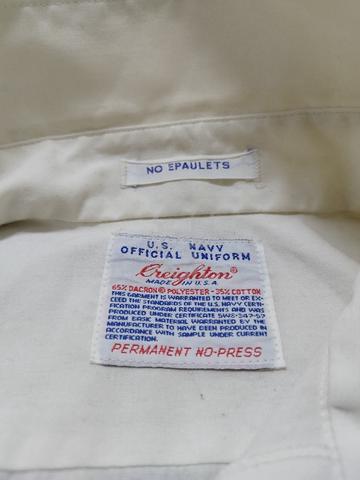 NO EPAULETS
U.S. NAVY
OFFICIAL UNIFORM
Creighton®
MADE IN U.S.A.
65% DACRON® POLYESTER - 35% COTTON
THIS GARMENT IS WARRANTED TO MEET OR EX-
CEED THE STANDARDS OF THE U.S. NAVY CERTI-
FICATION PROGRAM REQUIREMENTS AND WAS
PRODUCED UNDER CERTIFICATE SW8-347-57
FROM BASIC MATERIAL WARRANTED BY THE
MANUFACTURER TO HAVE BEEN PRODUCED IN
ACCORDANCE WITH SAMPLE UNDER CURRENT
CERTIFICATION.
PERMANENT NO-PRESS